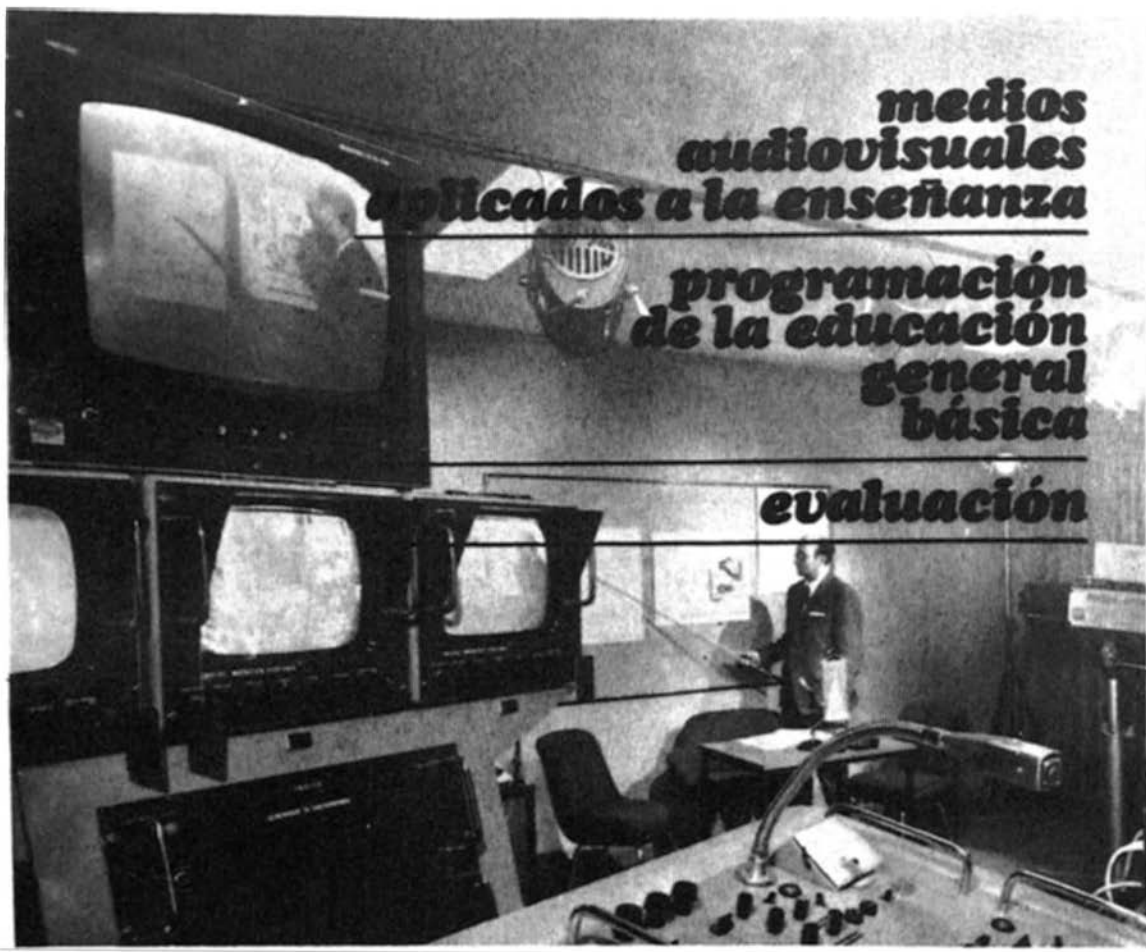 medios
audiovisuales
aplicados a la enseñanza
programación
de la educación
general
básica
evaluación